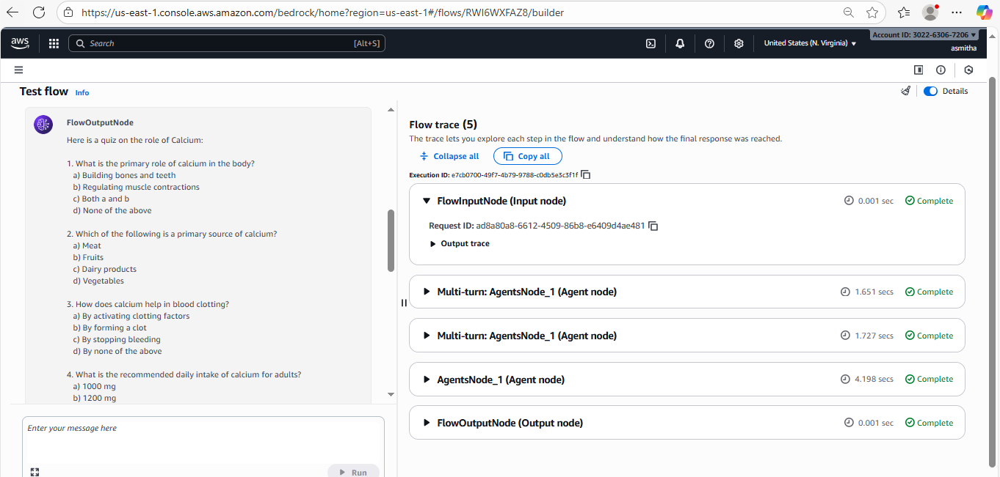 https://us-east-1.console.aws.amazon.com/bedrock/home?region=us-east-1#/flows/RWI6WXFAZ8/builder
aws
Search
[Alt+S]
United States (N. Virginia)
Account ID: 3022-6306-7206
asmitha
Test flow Info
Details
FlowOutputNode
Here is a quiz on the role of Calcium:
1. What is the primary role of calcium in the body?
a) Building bones and teeth
b) Regulating muscle contractions
c) Both a and b
d) None of the above
2. Which of the following is a primary source of calcium?
a) Meat
b) Fruits
c) Dairy products
d) Vegetables
3. How does calcium help in blood clotting?
a) By activating clotting factors
b) By forming a clot
c) By stopping bleeding
d) By none of the above
4. What is the recommended daily intake of calcium for adults?
a) 1000 mg
b) 1200 mg
Enter your message here
Run
Flow trace (5)
The trace lets you explore each step in the flow and understand how the final response was reached.
Collapse all
Copy all
Execution ID: e7cb0700-49f7-4b79-9788-c0db5e3c3f1f
FlowInputNode (Input node) 0.001 sec Complete
Request ID: ad8a80a8-6612-4509-86b8-e6409d4ae481
Output trace
Multi-turn: AgentsNode_1 (Agent node) 1.651 secs Complete
Multi-turn: AgentsNode_1 (Agent node) 1.727 secs Complete
AgentsNode_1 (Agent node) 4.198 secs Complete
FlowOutputNode (Output node) 0.001 sec Complete